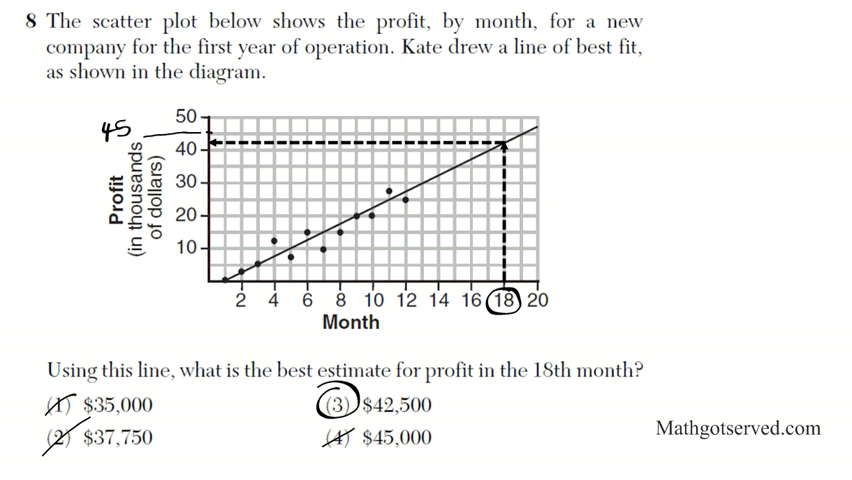 8 The scatter plot below shows the profit, by month, for a new
company for the first year of operation. Kate drew a line of best fit,
as shown in the diagram.
50
45
40
30
20
10
Profit
(in thousands
of dollars)
2 4 6 8 10 12 14 16 18 20
Month
Using this line, what is the best estimate for profit in the 18th month?
(1) $35,000 (3) $42,500
(2) $37,750 (4) $45,000
Mathgotserved.com